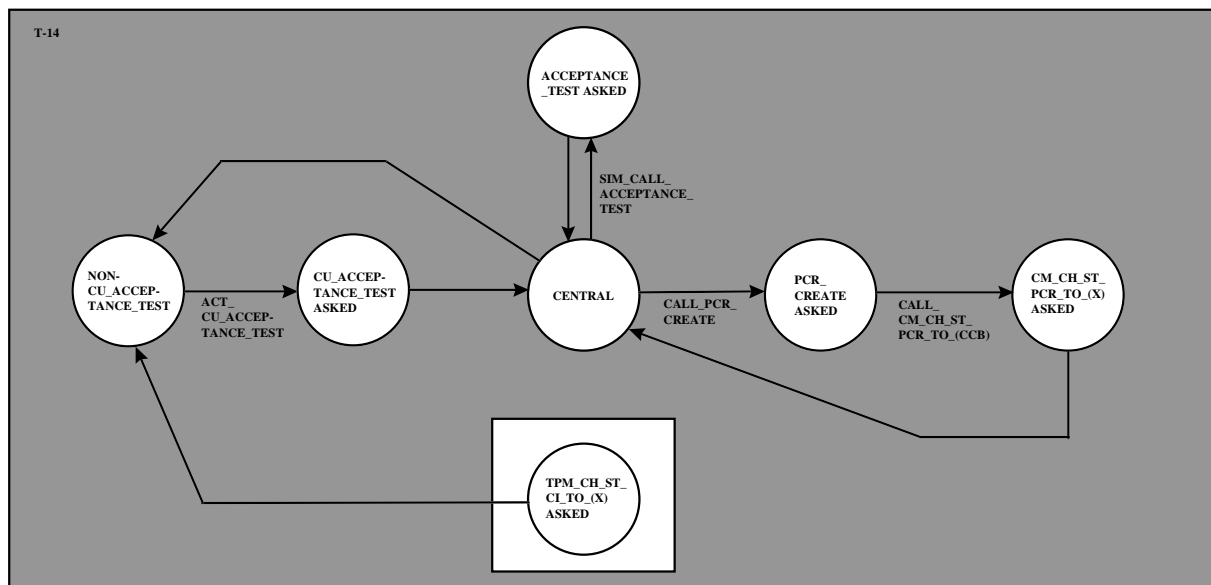 T-14
ACCEPTANCE
_TEST ASKED
SIM_CALL_
ACCEPTANCE_
TEST
NON-
CU_ACCEP-
TANCE_TEST
ACT_
CU_ACCEP-
TANCE_TEST
CU_ACCEP-
TANCE_TEST
ASKED
CENTRAL
CALL_PCR_
CREATE
PCR_
CREATE
ASKED
CALL_
CM_CH_ST_
PCR_TO_(CCB)
CM_CH_ST_
PCR_TO_(X)
ASKED
TPM_CH_ST_
CI_TO_(X)
ASKED